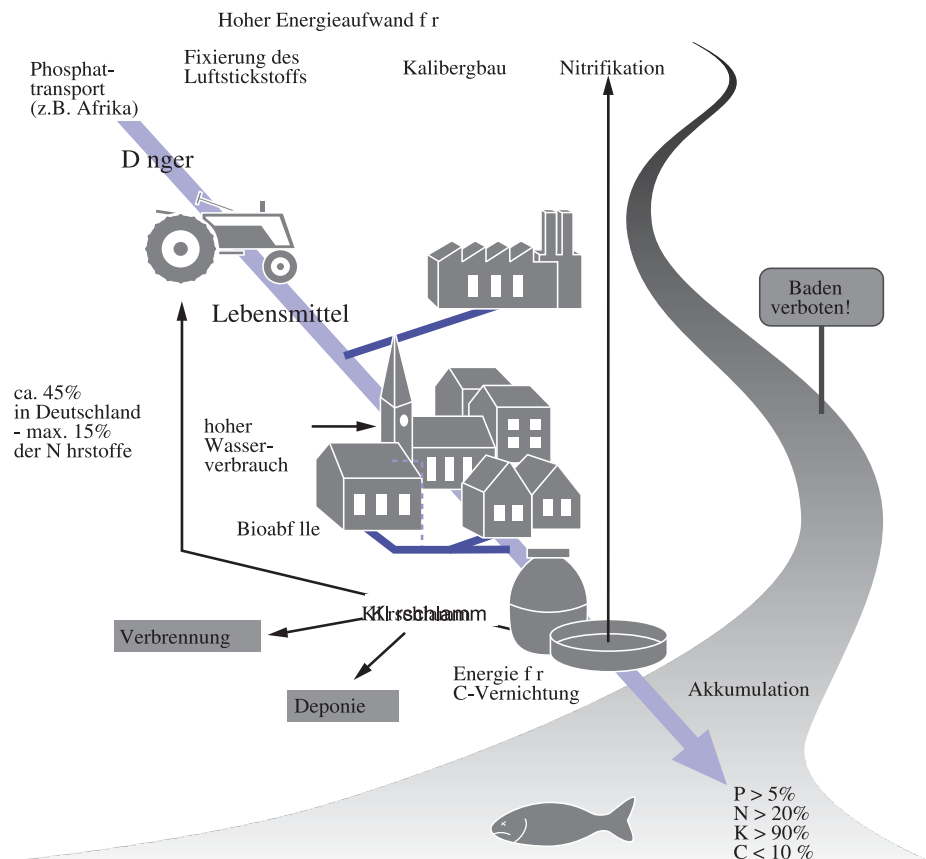 Hoher Energieaufwand f r
Phosphat-
transport
(z.B. Afrika)
Fixierung des
Luftstickstoffs
Kalibergbau
Nitrifikation
D nger
Lebensmittel
Baden
verboten!
ca. 45%
in Deutschland
- max. 15%
der N hrstoffe
hoher
Wasser-
verbrauch
Bioabf lle
Verbrennung
Deponie
Energie f r
C-Vernichtung
Akkumulation
P > 5%
N > 20%
K > 90%
C < 10 %